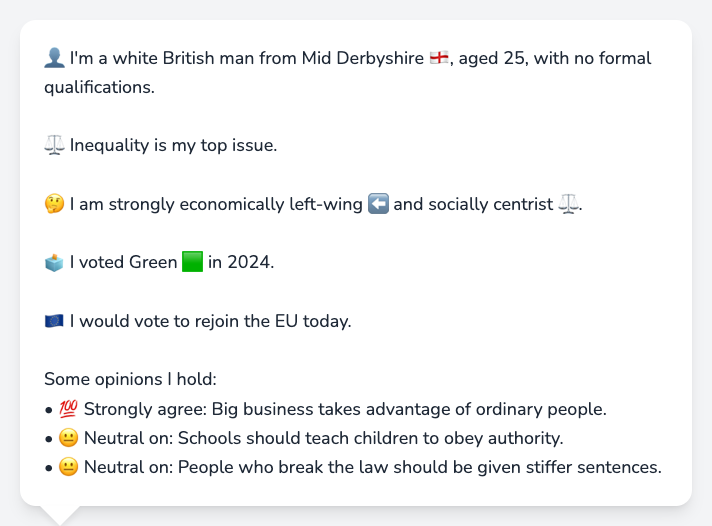 👤 I'm a white British man from Mid Derbyshire 🏴󠁧󠁢󠁥󠁮󠁧󠁿, aged 25, with no formal
qualifications.
⚖️ Inequality is my top issue.
🤔 I am strongly economically left-wing ⬅️ and socially centrist ⚖️.
🗳️ I voted Green 🟩 in 2024.
🇪🇺 I would vote to rejoin the EU today.
Some opinions I hold:
• 💯 Strongly agree: Big business takes advantage of ordinary people.
• 😐 Neutral on: Schools should teach children to obey authority.
• 😐 Neutral on: People who break the law should be given stiffer sentences.